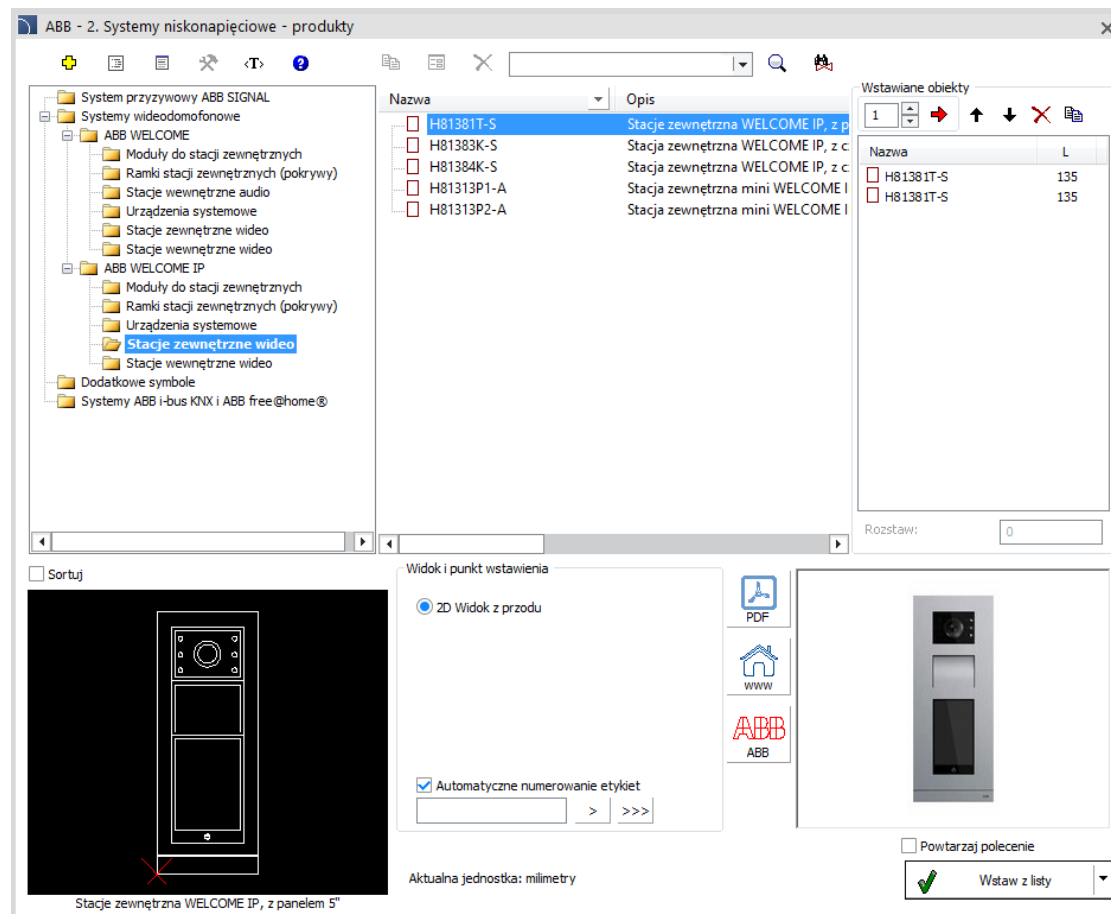 ABB - 2. Systemy niskonapięciowe - produkty
<T>
System przyzywowy ABB SIGNAL
Systemy wideodomofonowe
ABB WELCOME
Moduły do stacji zewnętrznych
Ramki stacji zewnętrznych (pokrywy)
Stacje wewnętrzne audio
Urządzenia systemowe
Stacje zewnętrzne wideo
Stacje wewnętrzne wideo
ABB WELCOME IP
Moduły do stacji zewnętrznych
Ramki stacji zewnętrznych (pokrywy)
Urządzenia systemowe
Stacje zewnętrzne wideo
Stacje wewnętrzne wideo
Dodatkowe symbole
Systemy ABB i-bus KNX i ABB free@home®
Nazwa Opis
H81381T-S Stacje zewnętrzna WELCOME IP, z p
H81383K-S Stacja zewnętrzna WELCOME IP, z c
H81384K-S Stacja zewnętrzna WELCOME IP, z c
H81313P1-A Stacja zewnętrzna mini WELCOME I
H81313P2-A Stacja zewnętrzna mini WELCOME I
Wstawiane obiekty
1
Nazwa L
H81381T-S 135
H81381T-S 135
Rozstaw: 0
Sortuj
Stacje zewnętrzna WELCOME IP, z panelem 5"
Widok i punkt wstawienia
2D Widok z przodu
Automatyczne numerowanie etykiet
> >>>
Aktualna jednostka: milimetry
PDF
www
ABB
ABB
Powtarzaj polecenie
Wstaw z listy